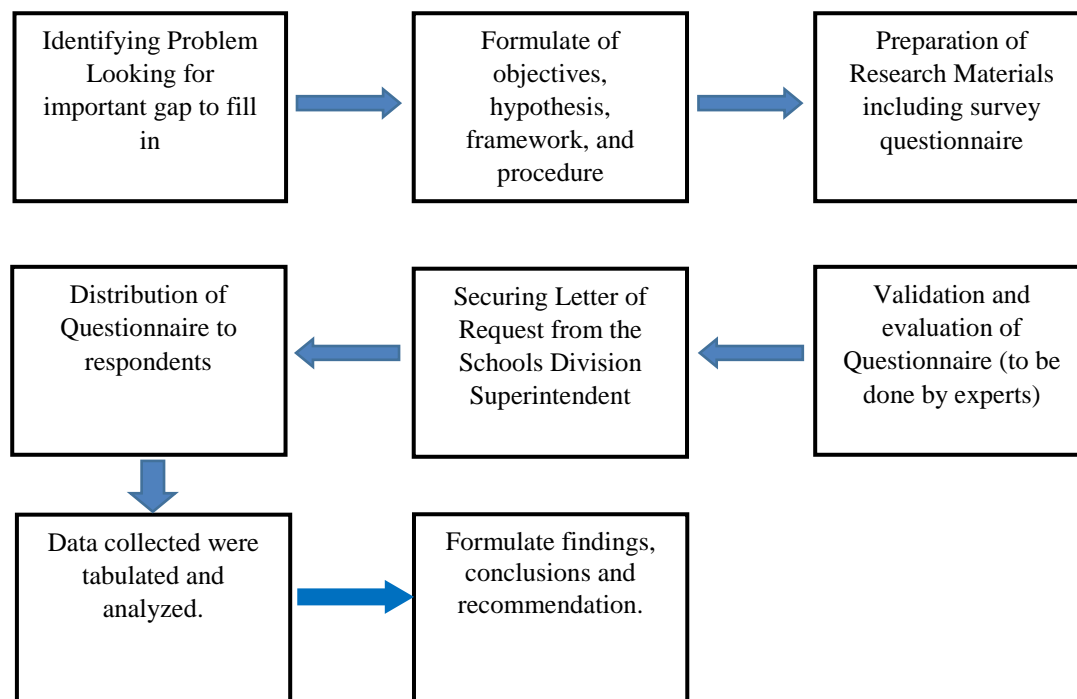 Identifying Problem
Looking for
important gap to fill
in
Formulate of
objectives,
hypothesis,
framework, and
procedure
Preparation of
Research Materials
including survey
questionnaire
Validation and
evaluation of
Questionnaire (to be
done by experts)
Securing Letter of
Request from the
Schools Division
Superintendent
Distribution of
Questionnaire to
respondents
Data collected were
tabulated and
analyzed.
Formulate findings,
conclusions and
recommendation.